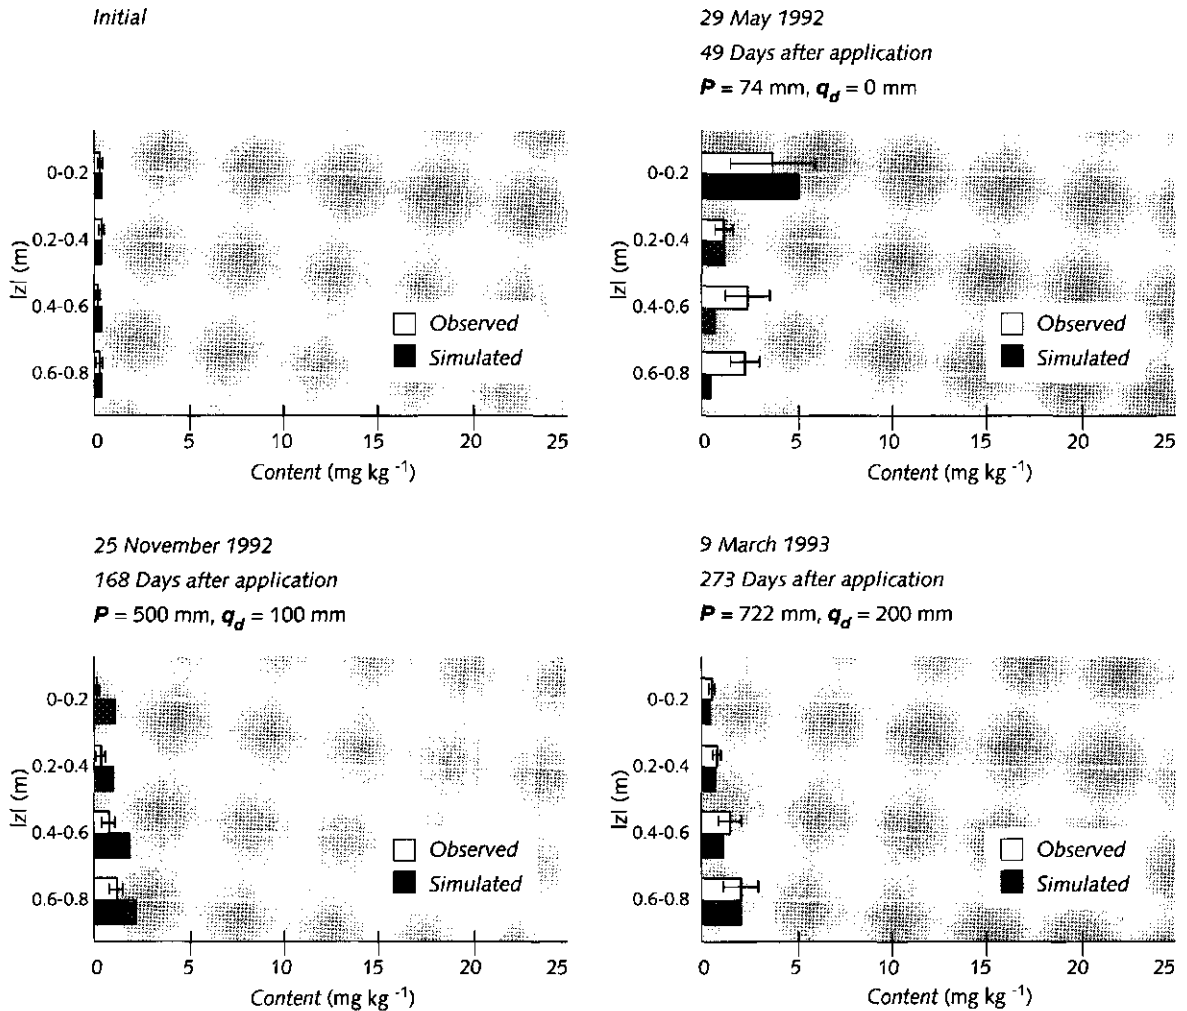 Initial
0-0.2
0.2-0.4
0.4-0.6
0.6-0.8
|z| (m)
Observed
Simulated
0 5 10 15 20 25
Content (mg kg -1)
29 May 1992
49 Days after application
P = 74 mm, qd = 0 mm
0-0.2
0.2-0.4
0.4-0.6
0.6-0.8
|z| (m)
Observed
Simulated
0 5 10 15 20 25
Content (mg kg -1)
25 November 1992
168 Days after application
P = 500 mm, qd = 100 mm
0-0.2
0.2-0.4
0.4-0.6
0.6-0.8
|z| (m)
Observed
Simulated
0 5 10 15 20 25
Content (mg kg -1)
9 March 1993
273 Days after application
P = 722 mm, qd = 200 mm
0-0.2
0.2-0.4
0.4-0.6
0.6-0.8
|z| (m)
Observed
Simulated
0 5 10 15 20 25
Content (mg kg -1)